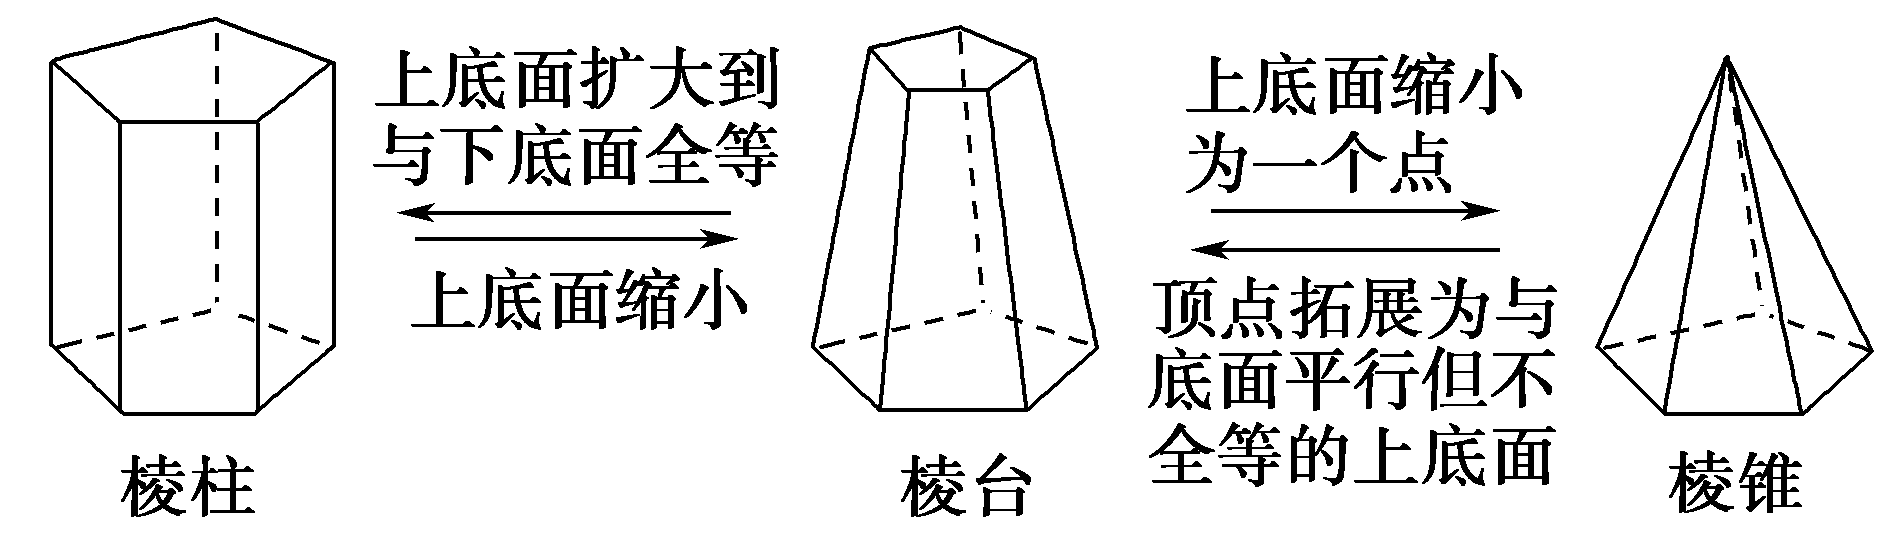 上底面扩大到
与下底面全等
上底面缩小
上底面缩小
为一个点
顶点拓展为与
底面平行但不
全等的上底面
棱柱
棱台
棱锥